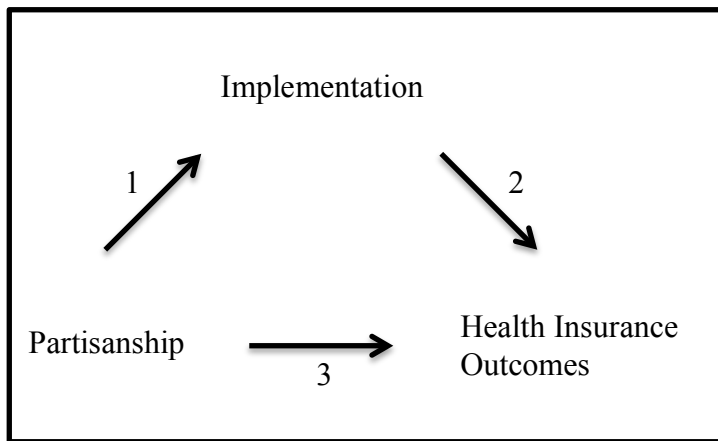 Implementation
1
2
Partisanship
3
Health Insurance
Outcomes